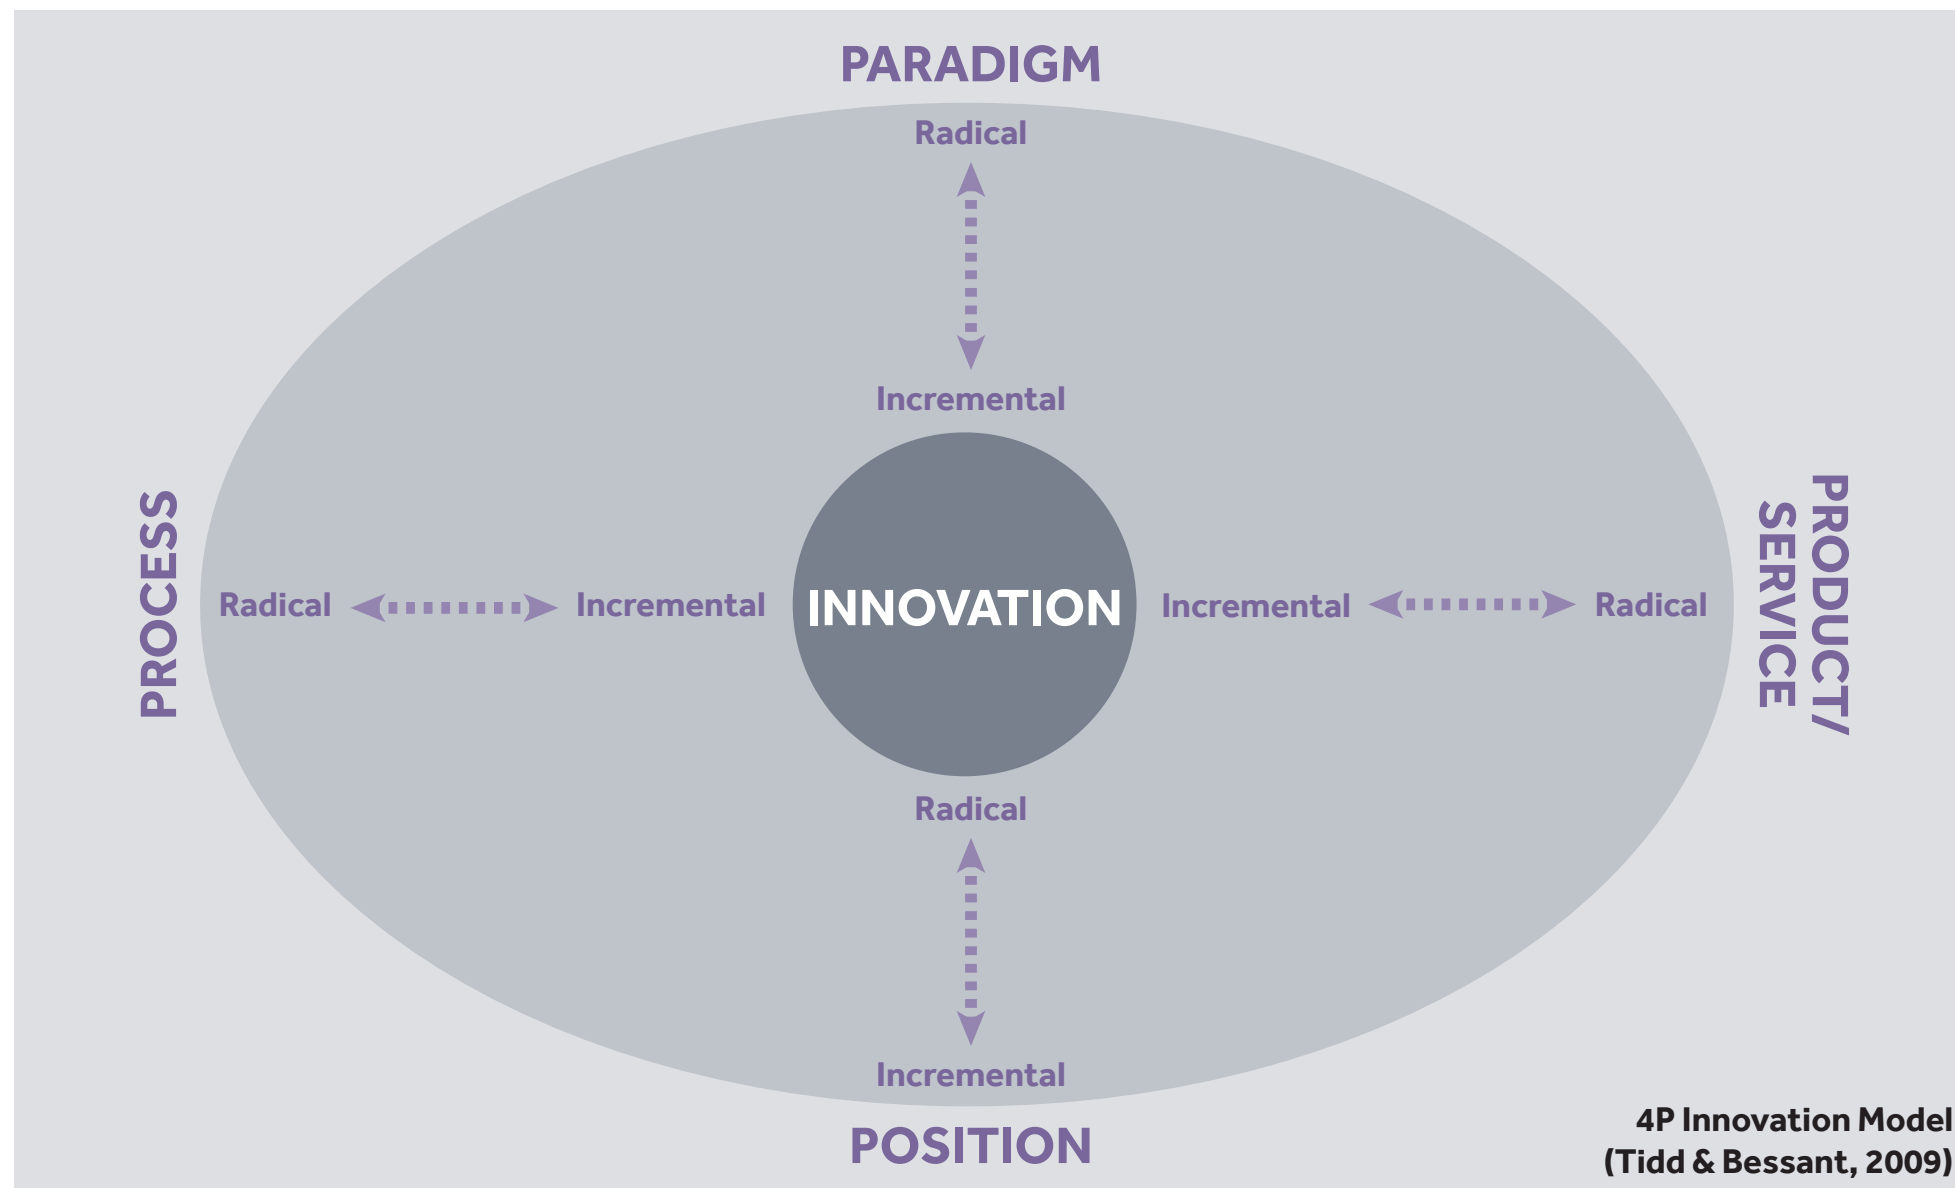 PARADIGM
Radical
Incremental
PROCESS
Radical
Incremental
INNOVATION
Incremental
Radical
PRODUCT/
SERVICE
Radical
Incremental
POSITION
4P Innovation Model
(Tidd & Bessant, 2009)